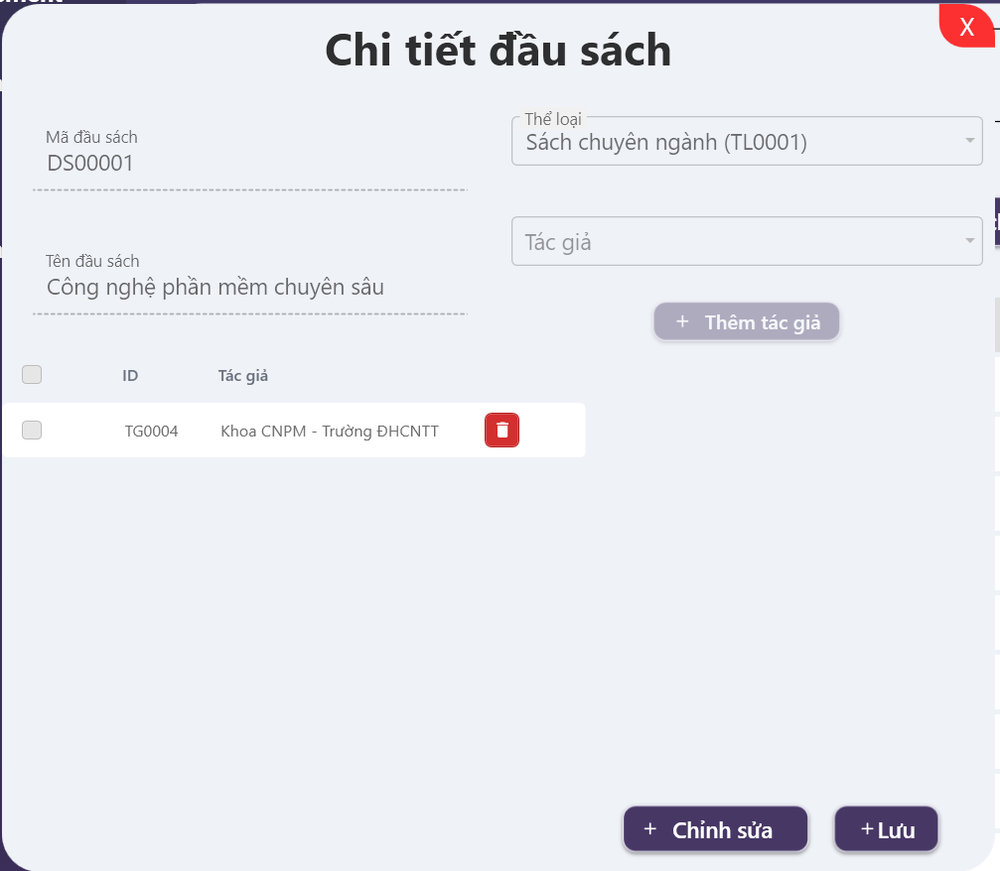 X
Chi tiết đầu sách
Mã đầu sách
DS00001
Thể loại
Sách chuyên ngành (TL0001)
Tác giả
Tên đầu sách
Công nghệ phần mềm chuyên sâu
+ Thêm tác giả
ID Tác giả
TG0004 Khoa CNPM - Trường ĐHCNTT
+ Chỉnh sửa
+ Lưu